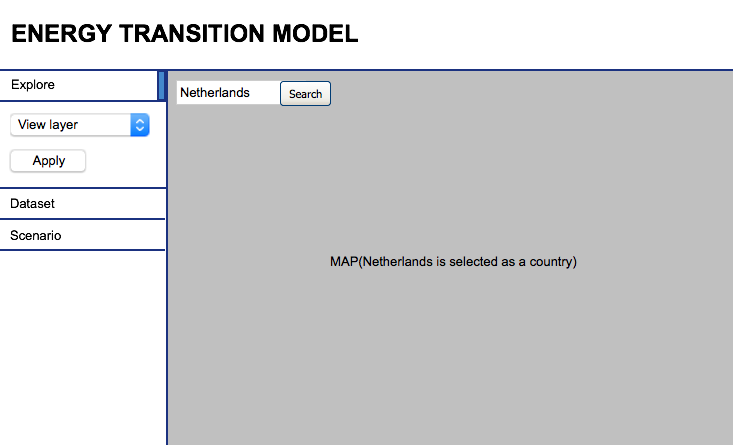 ENERGY TRANSITION MODEL
Explore
View layer
Apply
Dataset
Scenario
Netherlands
Search
MAP(Netherlands is selected as a country)